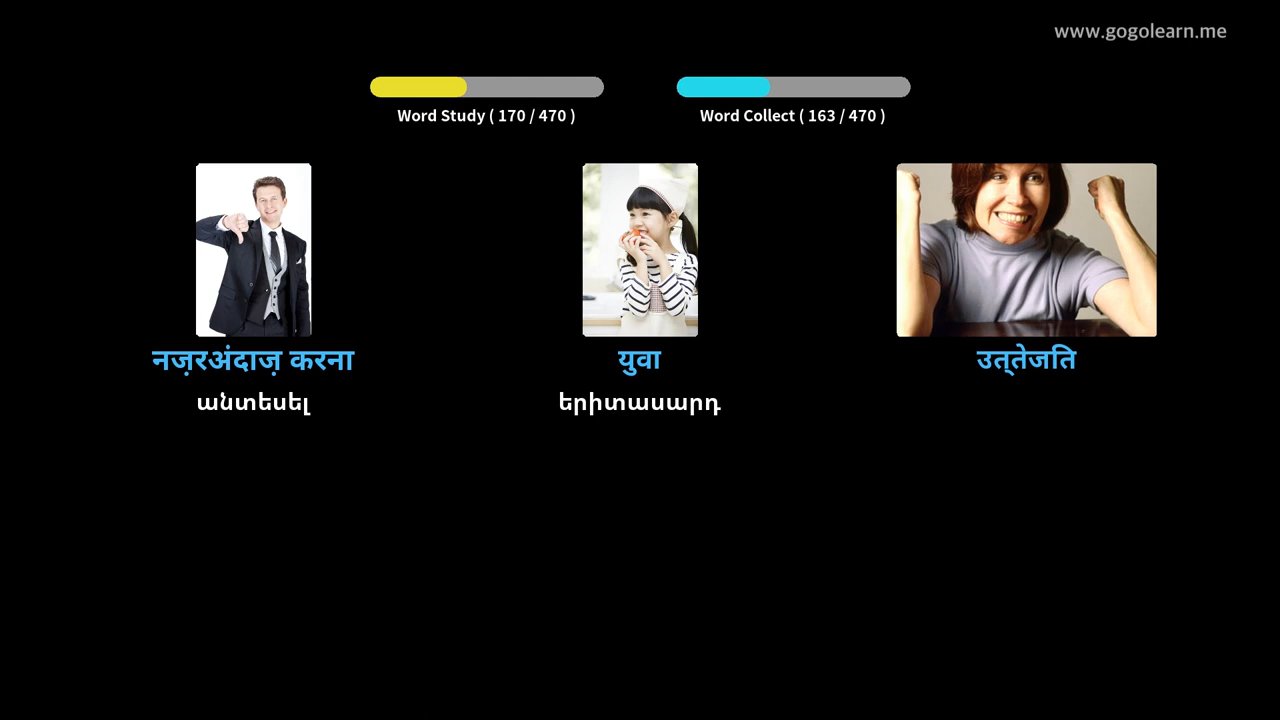 www.gogolearn.me
Word Study ( 170 / 470 )
Word Collect ( 163 / 470 )
नज़रअंदाज़ करना
युवा
उत्तेजति
անտեսել
երիտասարդ